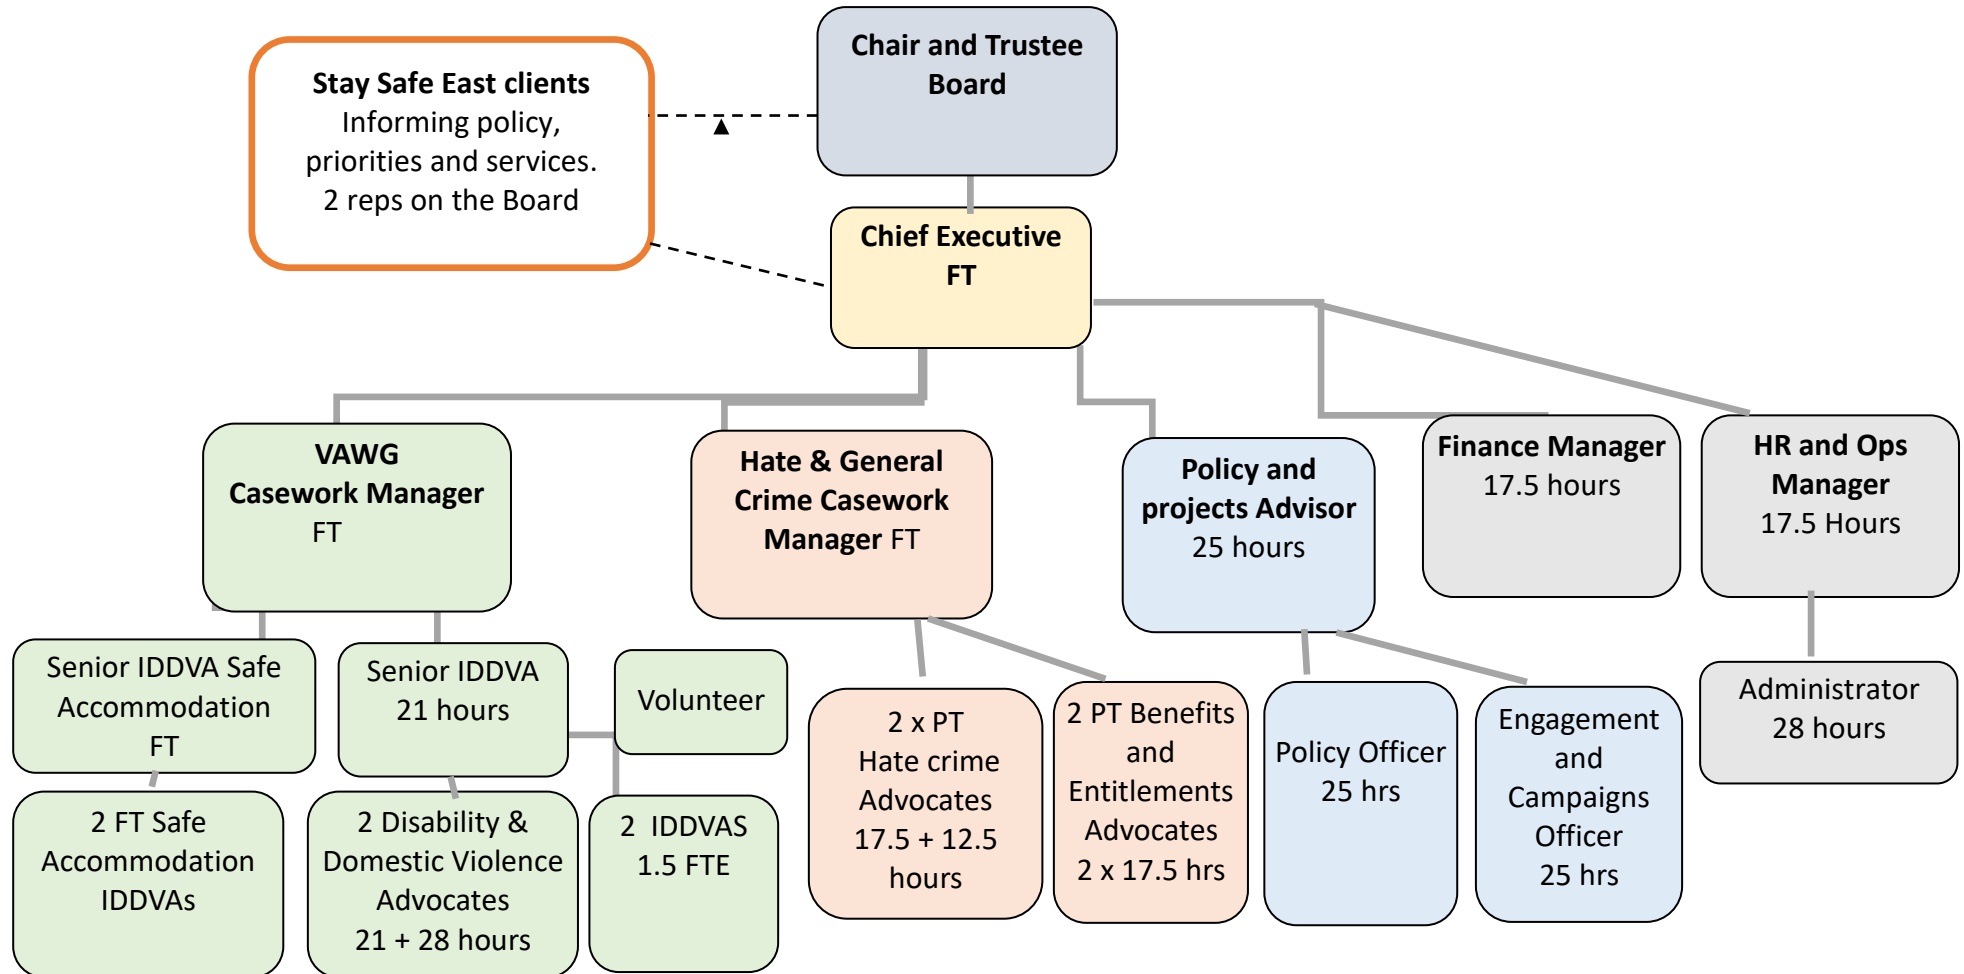 Chair and Trustee
Board
Stay Safe East clients
Informing policy,
priorities and services.
2 reps on the Board
Chief Executive
FT
VAWG
Casework Manager
FT
Hate & General
Crime Casework
Manager FT
Policy and
projects Advisor
25 hours
Finance Manager
17.5 hours
HR and Ops
Manager
17.5 Hours
Senior IDDVA Safe
Accommodation
FT
Senior IDDVA
21 hours
Volunteer
2 FT Safe
Accommodation
IDDVAs
2 Disability &
Domestic Violence
Advocates
21 + 28 hours
2 IDDVAS
1.5 FTE
2 x PT
Hate crime
Advocates
17.5 + 12.5
hours
2 PT Benefits
and
Entitlements
Advocates
2 x 17.5 hrs
Policy Officer
25 hrs
Engagement
and
Campaigns
Officer
25 hrs
Administrator
28 hours